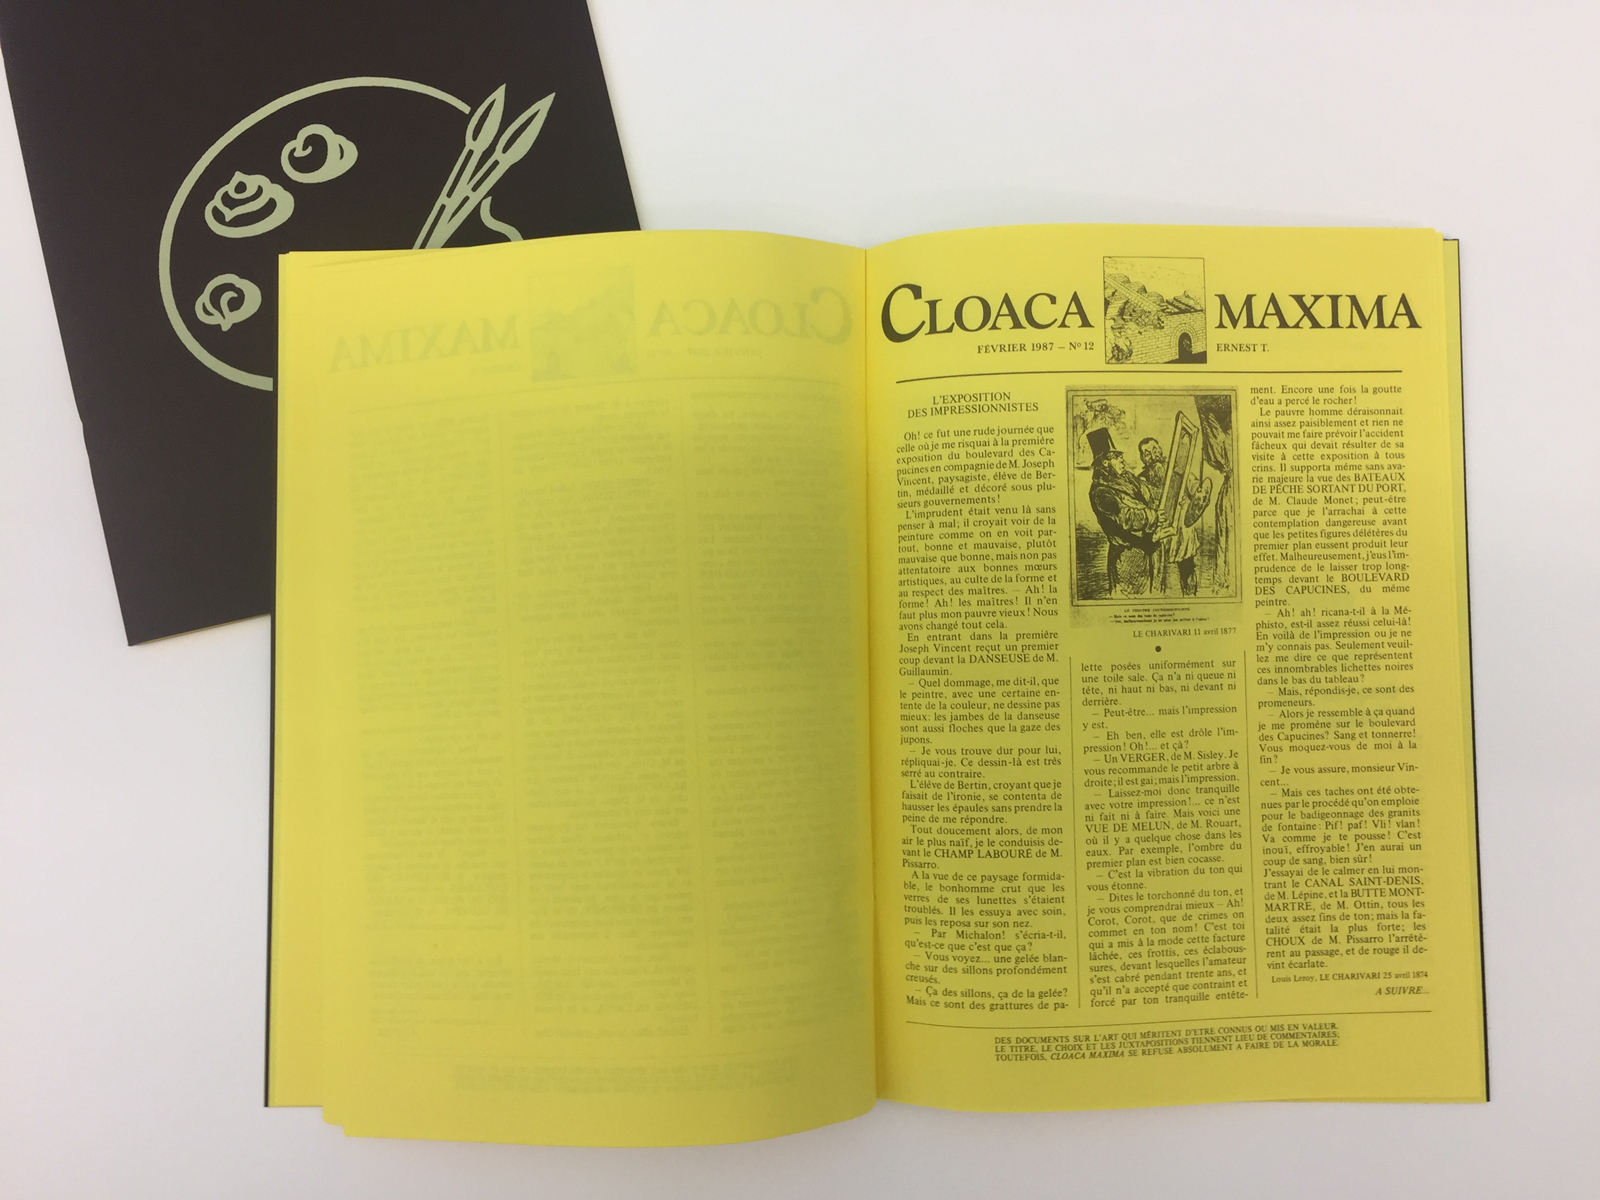 CLOACA MAXIMA
FÉVRIER 1987 – Nº 12 ERNEST T.
L'EXPOSITION
DES IMPRESSIONNISTES
Oh! ce fut une rude journée que
celle où je me risquai à la première
exposition du boulevard des Ca-
pucines en compagnie de M. Joseph
Vincent, paysagiste, élève de Ber-
tin, médaillé et décoré sous plu-
sieurs gouvernements!
L'imprudent était venu là sans
penser à mal; il croyait voir de la
peinture comme on en voit par-
tout, bonne et mauvaise, plutôt
mauvaise que bonne, mais non pas
attentatoire aux bonnes mœurs
artistiques, au culte de la forme et
au respect des maîtres. – Ah! la
forme! Ah! les maîtres! Il n'en
faut plus mon pauvre vieux! Nous
avons changé tout cela.
En entrant dans la première
Joseph Vincent reçut un premier
coup devant la DANSEUSE de M.
Guillaumin.
– Quel dommage, me dit-il, que
le peintre, avec une certaine en-
tente de la couleur, ne dessine pas
mieux: les jambes de la danseuse
sont aussi floches que la gaze des
jupons.
– Je vous trouve dur pour lui,
répliquai-je. Ce dessin-là est très
serré au contraire.
L'élève de Bertin, croyant que je
faisait de l'ironie, se contenta de
hausser les épaules sans prendre la
peine de me répondre.
Tout doucement alors, de mon
air le plus naïf, je le conduisis de-
vant le CHAMP LABOURÉ de M.
Pissarro.
A la vue de ce paysage formida-
ble, le bonhomme crut que les
verres de ses lunettes s'étaient
troublés. Il les essuya avec soin,
puis les reposa sur son nez.
– Par Michalon! s'écria-t-il,
qu'est-ce que c'est que ça?
– Vous voyez... une gelée blan-
che sur des sillons profondément
creusés.
– Ça des sillons, ça de la gelée?
Mais ce sont des grattures de pa-
LE CHARIVARI 11 avril 1877
lette posées uniformément sur
une toile sale. Ça n'a ni queue ni
tête, ni haut ni bas, ni devant ni
derrière.
– Peut-être... mais l'impression
y est.
– Eh ben, elle est drôle l'im-
pression! Oh!... et çà?
– Un VERGER, de M. Sisley. Je
vous recommande le petit arbre à
droite; il est gai; mais l'impression.
– Laissez-moi donc tranquille
avec votre impression!... ce n'est
ni fait ni à faire. Mais voici une
VUE DE MELUN, de M. Rouart,
où il y a quelque chose dans les
eaux. Par exemple, l'ombre du
premier plan est bien cocasse.
– C'est la vibration du ton qui
vous étonne.
– Dites le torchonné du ton, et
je vous comprendrai mieux – Ah!
Corot, Corot, que de crimes on
commet en ton nom! C'est toi
qui a mis à la mode cette facture
lâchée, ces frottis, ces éclabous-
sures, devant lesquelles l'amateur
s'est cabré pendant trente ans, et
qu'il n'a accepté que contraint et
forcé par ton tranquille entête-
ment. Encore une fois la goutte
d'eau a percé le rocher!
Le pauvre homme déraisonnait
ainsi assez paisiblement et rien ne
pouvait me faire prévoir l'accident
fâcheux qui devait résulter de sa
visite à cette exposition à tous
crins. Il supporta même sans ava-
rie majeure la vue des BATEAUX
DE PÊCHE SORTANT DU PORT,
de M. Claude Monet; peut-être
parce que je l'arrachai à cette
contemplation dangereuse avant
que les petites figures délétères du
premier plan eussent produit leur
effet. Malheureusement, j'eus l'im-
prudence de le laisser trop long-
temps devant le BOULEVARD
DES CAPUCINES, du même
peintre.
– Ah! ah! ricana-t-il à la Mé-
phisto, est-il assez réussi celui-là!
En voilà de l'impression ou je ne
m'y connais pas. Seulement veuil-
lez me dire ce que représentent
ces innombrables lichettes noires
dans le bas du tableau?
– Mais, répondis-je, ce sont des
promeneurs.
– Alors je ressemble à ça quand
je me promène sur le boulevard
des Capucines? Sang et tonnerre!
Vous moquez-vous de moi à la
fin?
– Je vous assure, monsieur Vin-
cent...
– Mais ces taches ont été obte-
nues par le procédé qu'on emploie
pour le badigeonnage des granits
de fontaine: Pif! paf! Vli! vlan!
Va comme je te pousse! C'est
inouï, effroyable! J'en aurai un
coup de sang, bien sûr!
J'essayai de le calmer en lui mon-
trant le CANAL SAINT-DENIS,
de M. Lépine, et la BUTTE MONT-
MARTRE, de M. Ottin, tous les
deux assez fins de ton; mais la fa-
talité était la plus forte; les
CHOUX de M. Pissarro l'arrêtè-
rent au passage, et de rouge il de-
vint écarlate.
Louis Leroy, LE CHARIVARI 25 avril 1874
A SUIVRE...
DES DOCUMENTS SUR L'ART QUI MÉRITENT D'ETRE CONNUS OU MIS EN VALEUR.
LE TITRE, LE CHOIX ET LES JUXTAPOSITIONS TIENNENT LIEU DE COMMENTAIRES;
TOUTEFOIS, CLOACA MAXIMA SE REFUSE ABSOLUMENT A FAIRE DE LA MORALE.